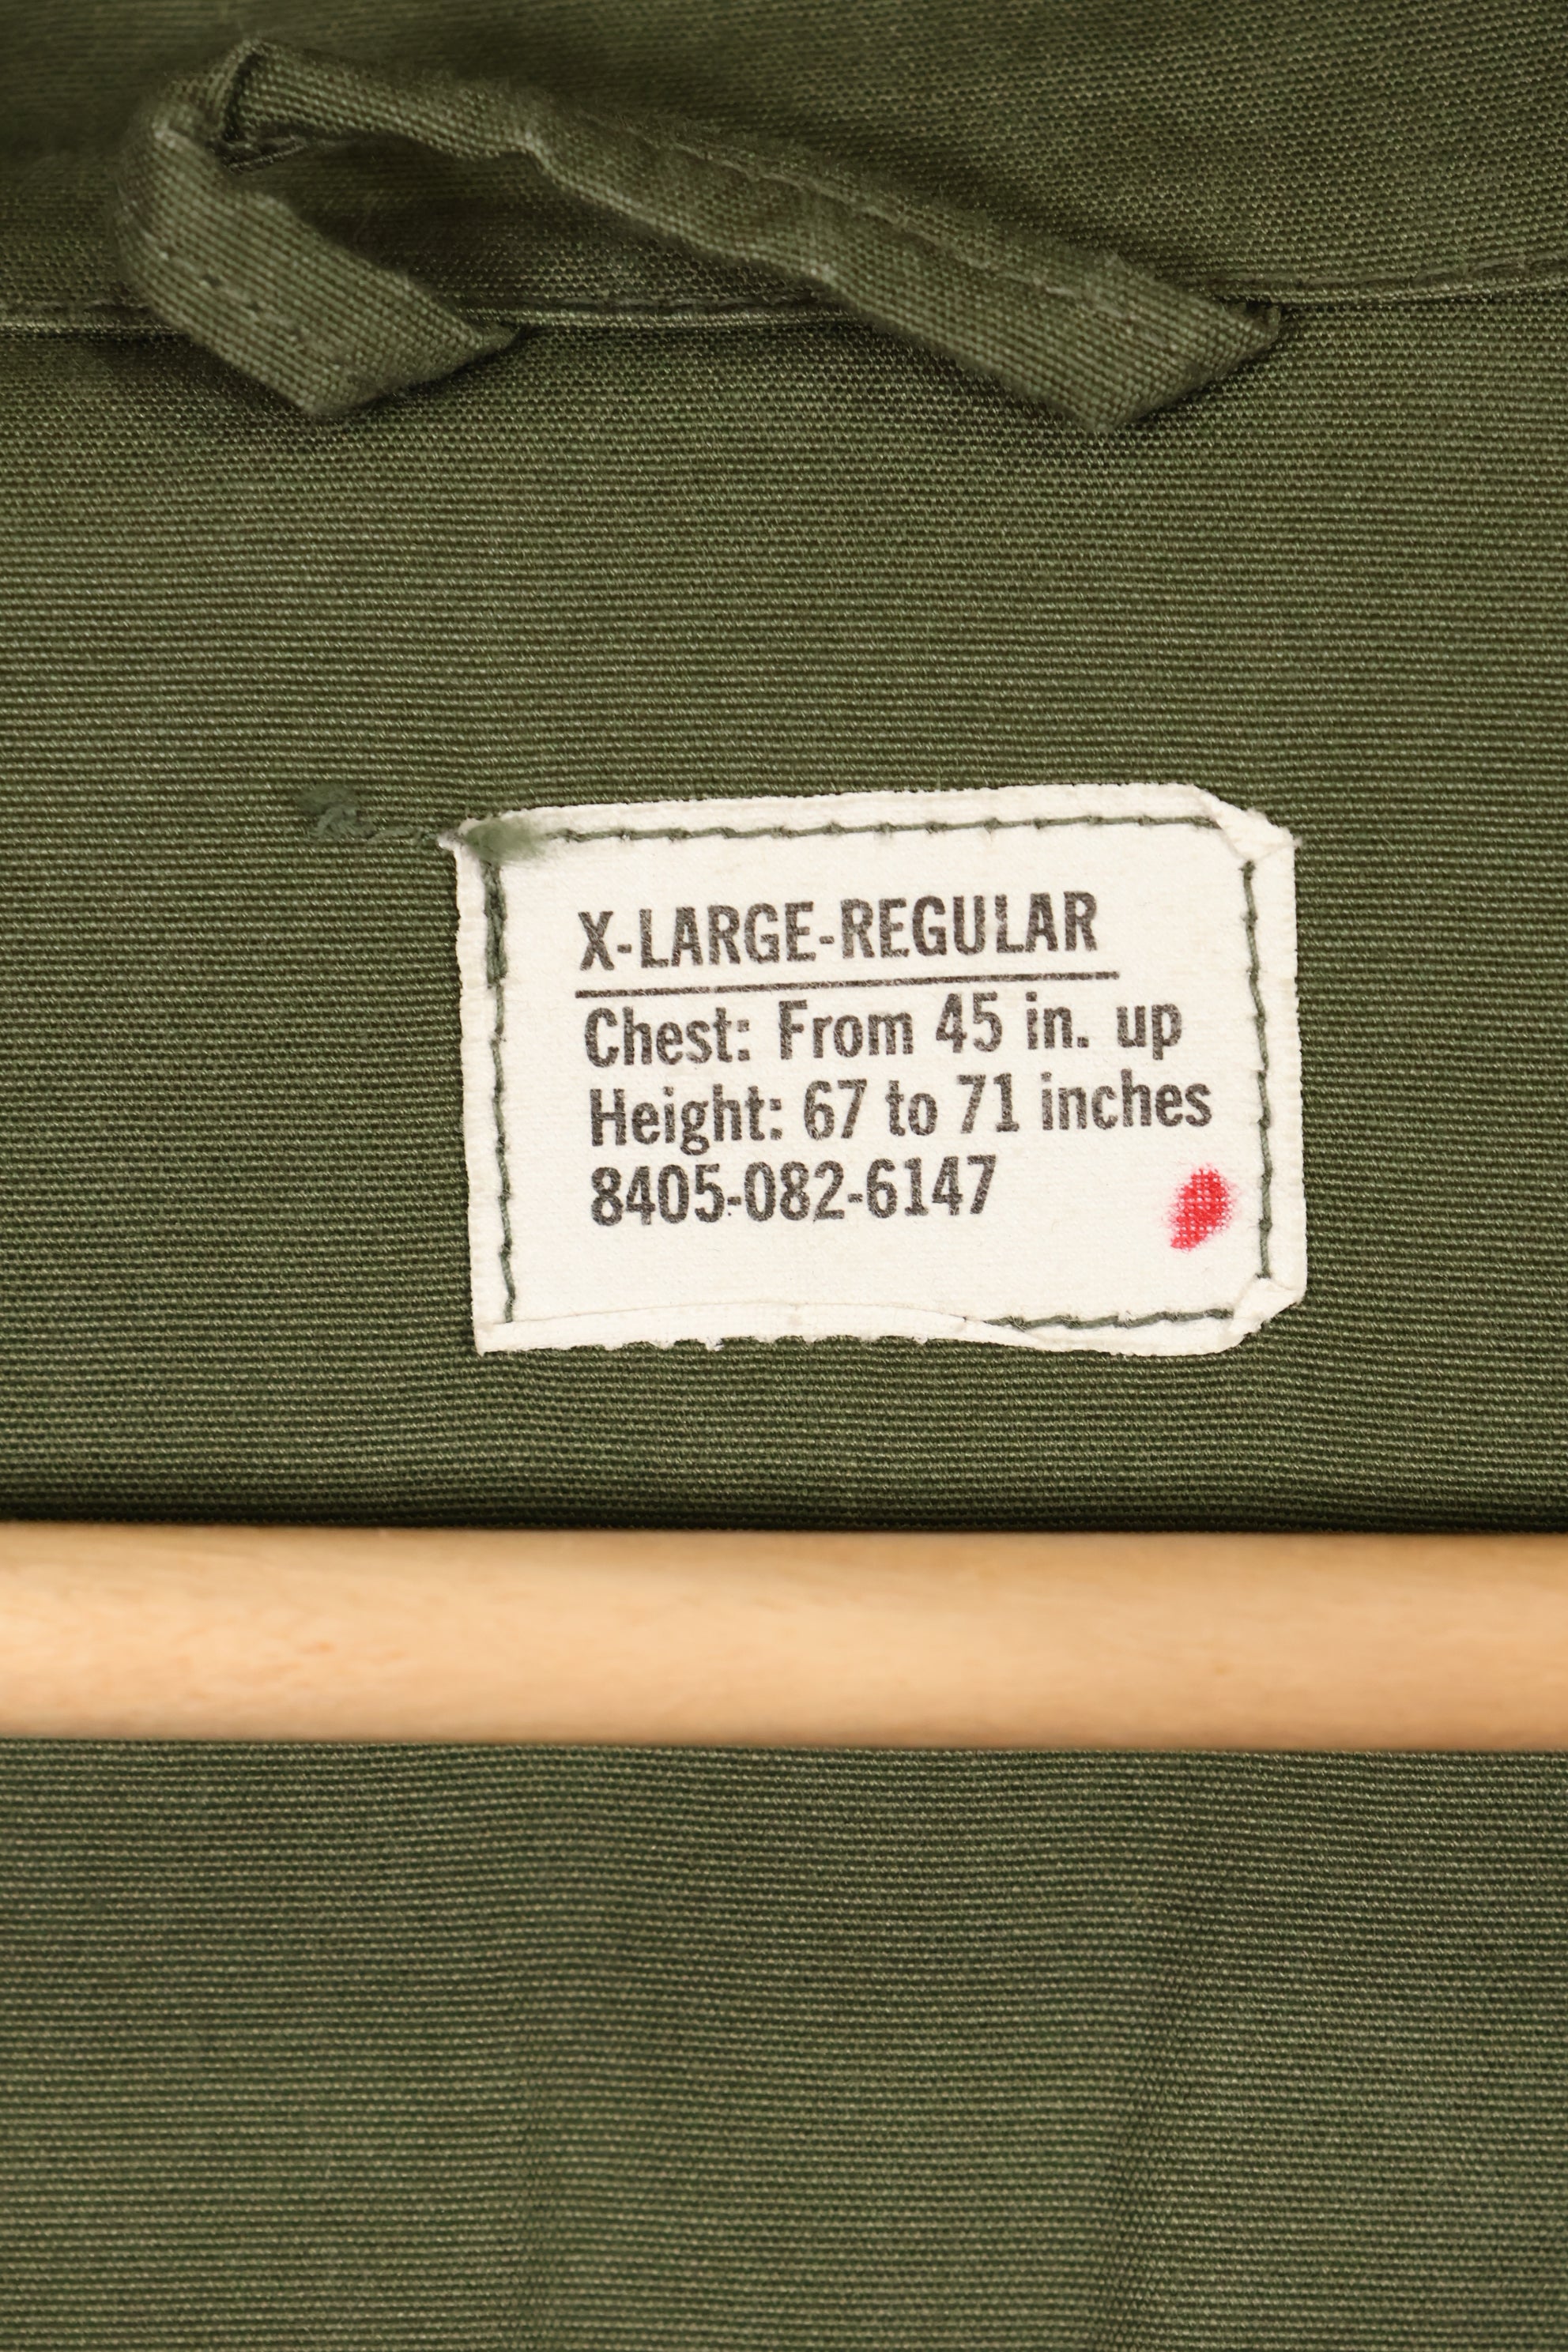 X-LARGE-REGULAR
Chest: From 45 in. up
Height: 67 to 71 inches
8405-082-6147